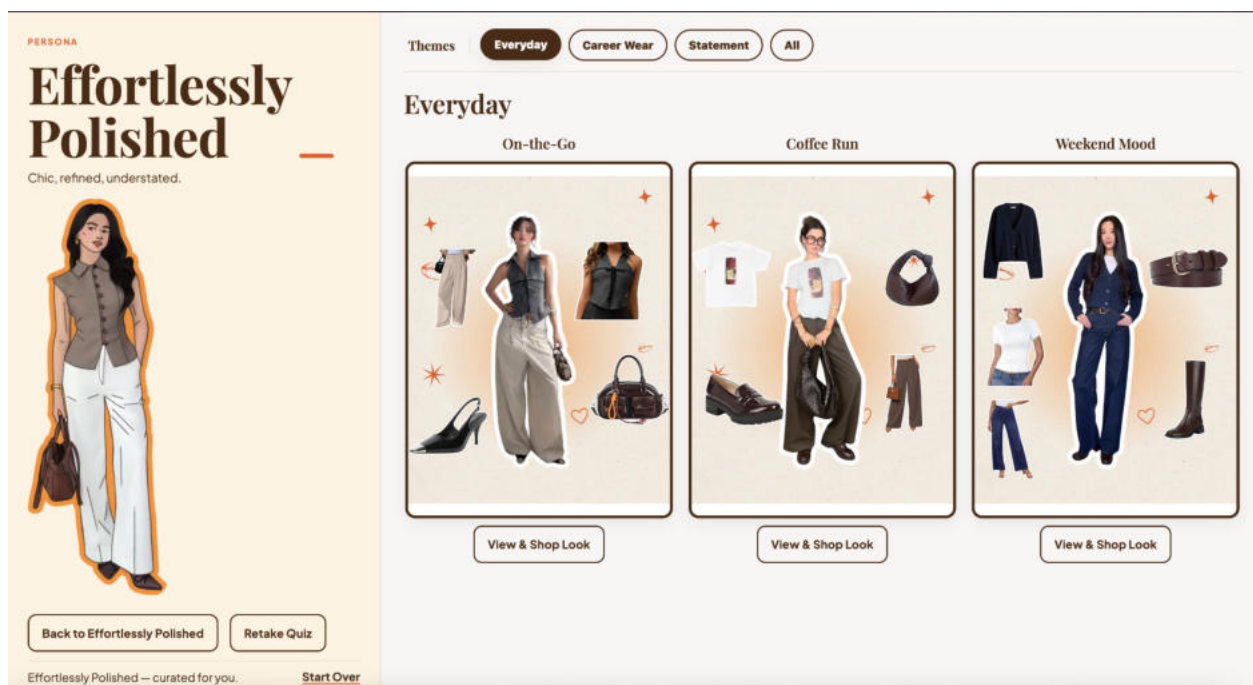 PERSONA
Effortlessly
Polished
Chic, refined, understated.
Back to Effortlessly Polished
Retake Quiz
Effortlessly Polished — curated for you.
Start Over
Themes
Everyday
Career Wear
Statement
All
Everyday
On-the-Go
Coffee Run
Weekend Mood
View & Shop Look
View & Shop Look
View & Shop Look